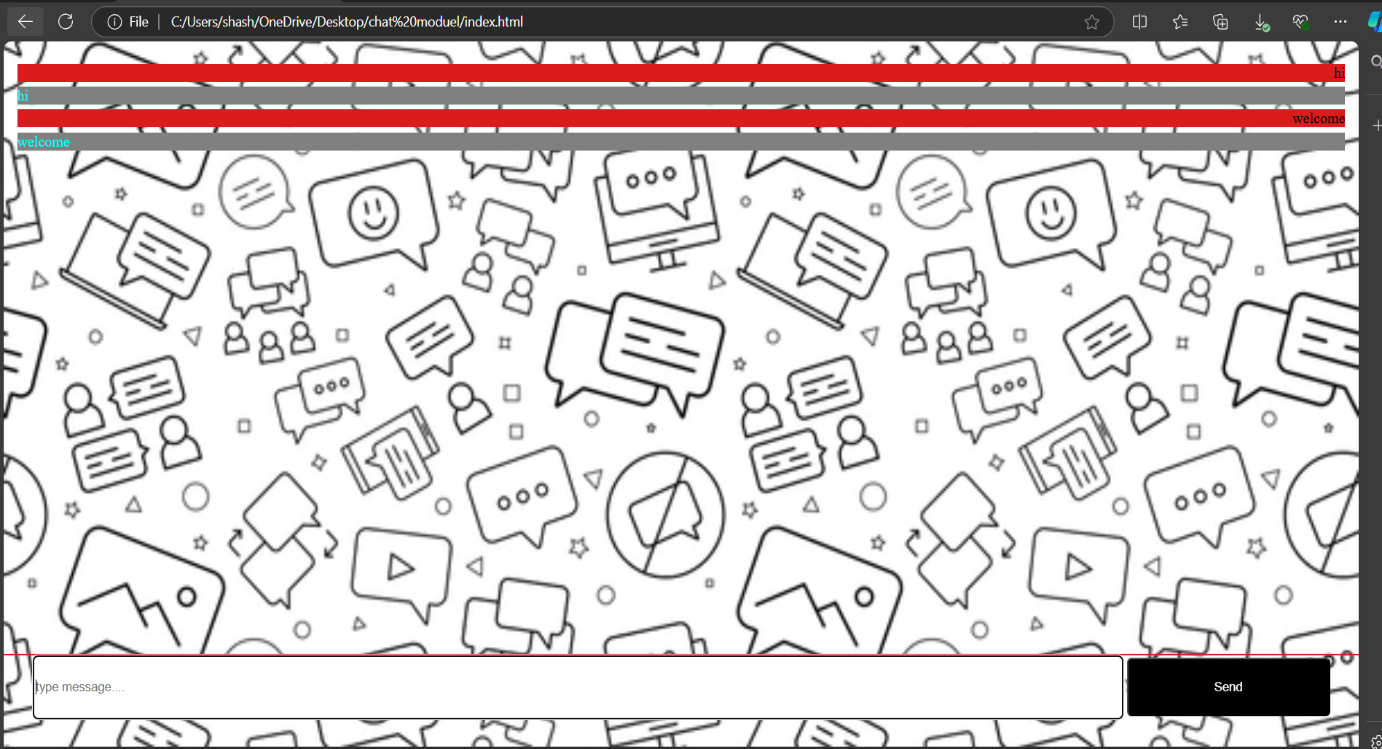 File
C:/Users/shash/OneDrive/Desktop/chat%20moduel/index.html
hi
hi
welcome
welcome
type message....
Send